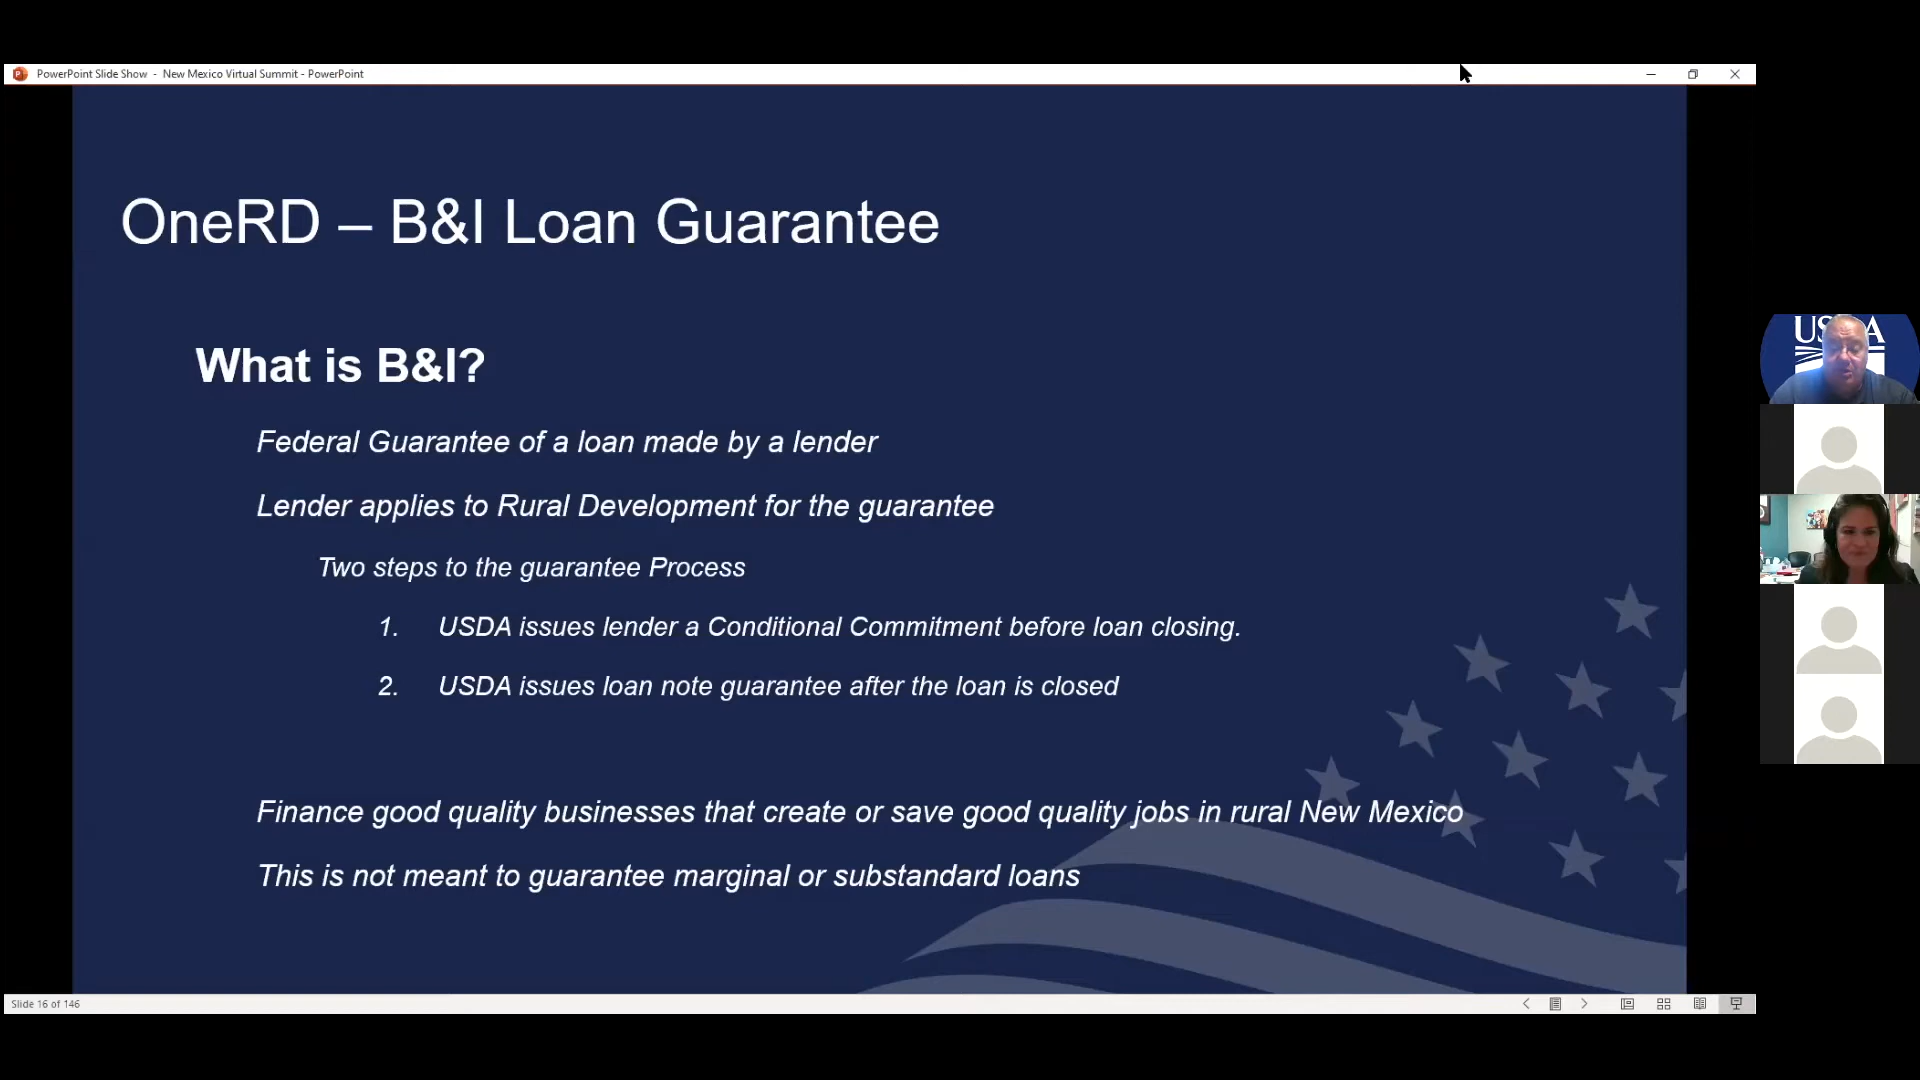 PowerPoint Slide Show - New Mexico Virtual Summit - PowerPoint
OneRD – B&I Loan Guarantee
What is B&I?
Federal Guarantee of a loan made by a lender
Lender applies to Rural Development for the guarantee
Two steps to the guarantee Process
1. USDA issues lender a Conditional Commitment before loan closing.
2. USDA issues loan note guarantee after the loan is closed
Finance good quality businesses that create or save good quality jobs in rural New Mexico
This is not meant to guarantee marginal or substandard loans
Slide 16 of 146